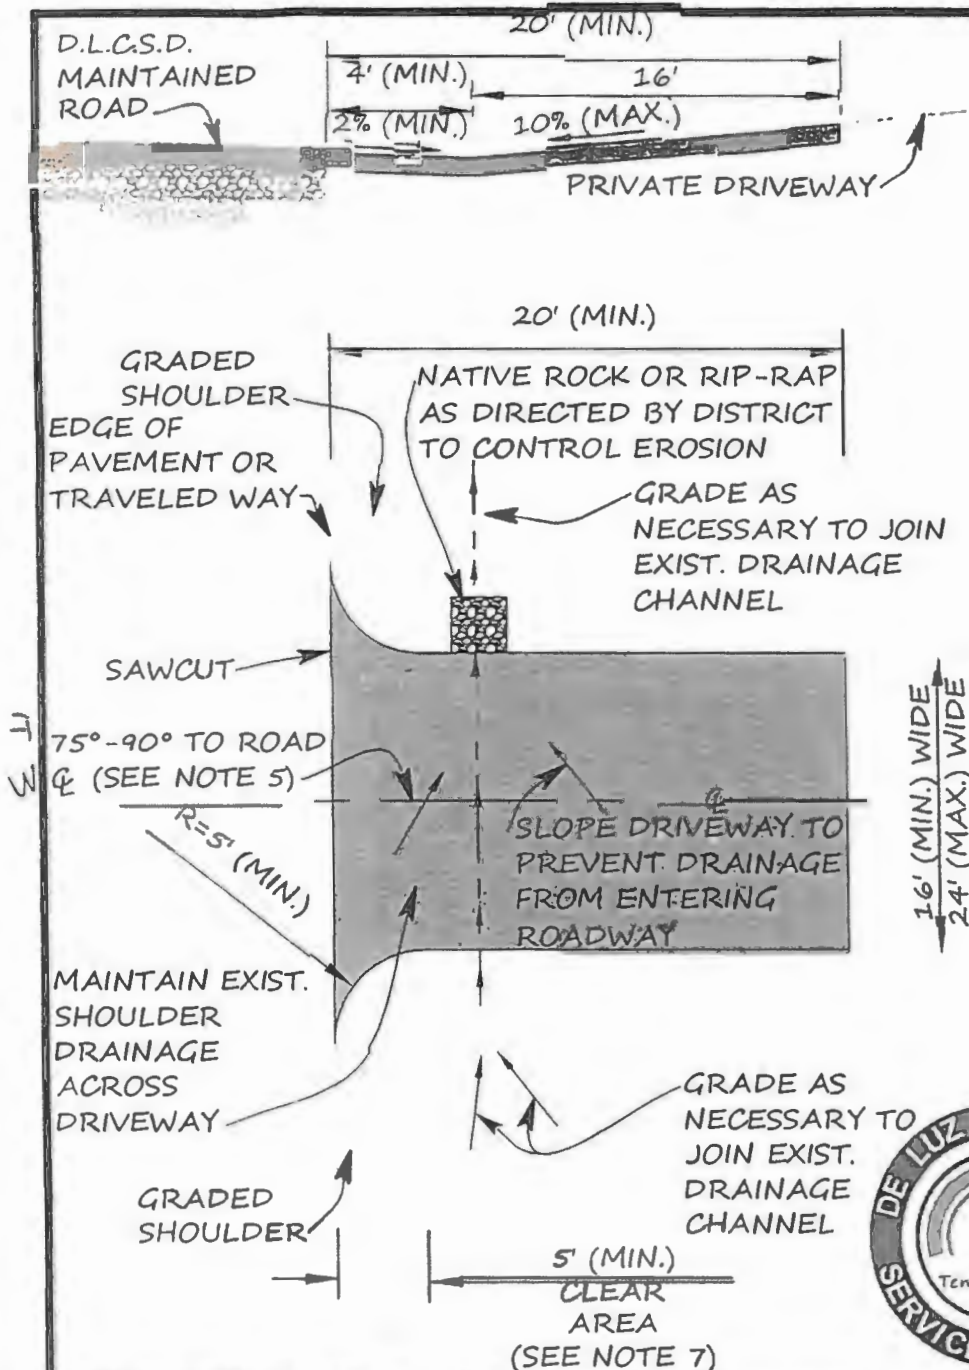 20' (MIN.)
D.L.C.S.D.
MAINTAINED
ROAD
4' (MIN.)
16'
2% (MIN.)
10% (MAX.)
PRIVATE DRIVEWAY
20' (MIN.)
GRADED
SHOULDER
EDGE OF
PAVEMENT OR
TRAVELED WAY
NATIVE ROCK OR RIP-RAP
AS DIRECTED BY DISTRICT
TO CONTROL EROSION
GRADE AS
NECESSARY TO JOIN
EXIST. DRAINAGE
CHANNEL
SAWCUT
75°-90° TO ROAD
℄ (SEE NOTE 5)
℄
R=5' (MIN.)
SLOPE DRIVEWAY TO
PREVENT DRAINAGE
FROM ENTERING
ROADWAY
16' (MIN.) WIDE
24' (MAX.) WIDE
MAINTAIN EXIST.
SHOULDER
DRAINAGE
ACROSS
DRIVEWAY
GRADE AS
NECESSARY TO
JOIN EXIST.
DRAINAGE
CHANNEL
GRADED
SHOULDER
5' (MIN.)
CLEAR
AREA
(SEE NOTE 7)
DE LUZ